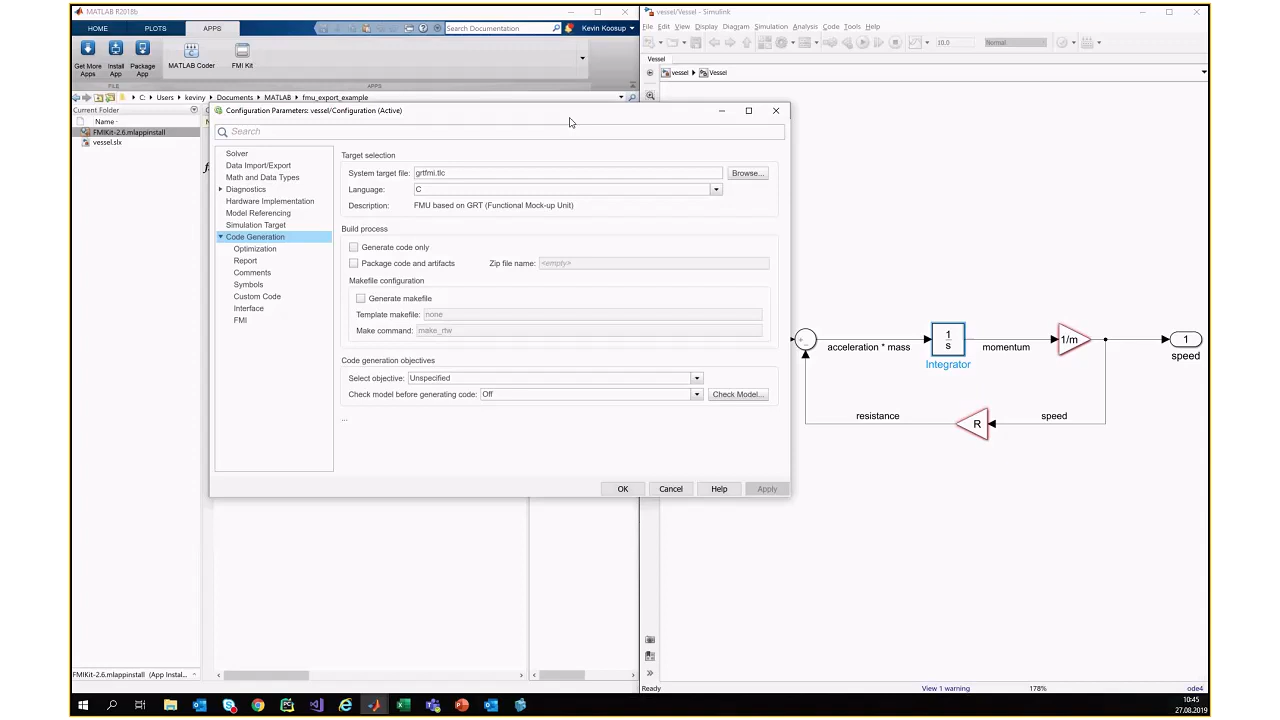 MATLAB R2018b
HOME PLOTS APPS
Search Documentation
Kevin Koosup
Get More Apps
Install App
Package App
MATLAB Coder
FMI Kit
FILE
APPS
C: Users keviny Documents MATLAB fmu_export_example
Current Folder
Name
FMIKit-2.6.mlappinstall
vessel.slx
FMIKit-2.6.mlappinstall (App Instal...
Configuration Parameters: vessel/Configuration (Active)
Search
Solver
Data Import/Export
Math and Data Types
Diagnostics
Hardware Implementation
Model Referencing
Simulation Target
Code Generation
Optimization
Report
Comments
Symbols
Custom Code
Interface
FMI
Target selection
System target file: grtfmi.tlc Browse...
Language: C
Description: FMU based on GRT (Functional Mock-up Unit)
Build process
Generate code only
Package code and artifacts Zip file name: <empty>
Makefile configuration
Generate makefile
Template makefile: none
Make command: make_rtw
Code generation objectives
Select objective: Unspecified
Check model before generating code: Off Check Model...
...
OK Cancel Help Apply
vessel/Vessel - Simulink
File Edit View Display Diagram Simulation Analysis Code Tools Help
10.0 Normal
Vessel
vessel Vessel
acceleration * mass
1
s
Integrator
momentum
1/m
1
speed
resistance
R
speed
Ready View 1 warning 178% ode4
10:45
27.08.2019